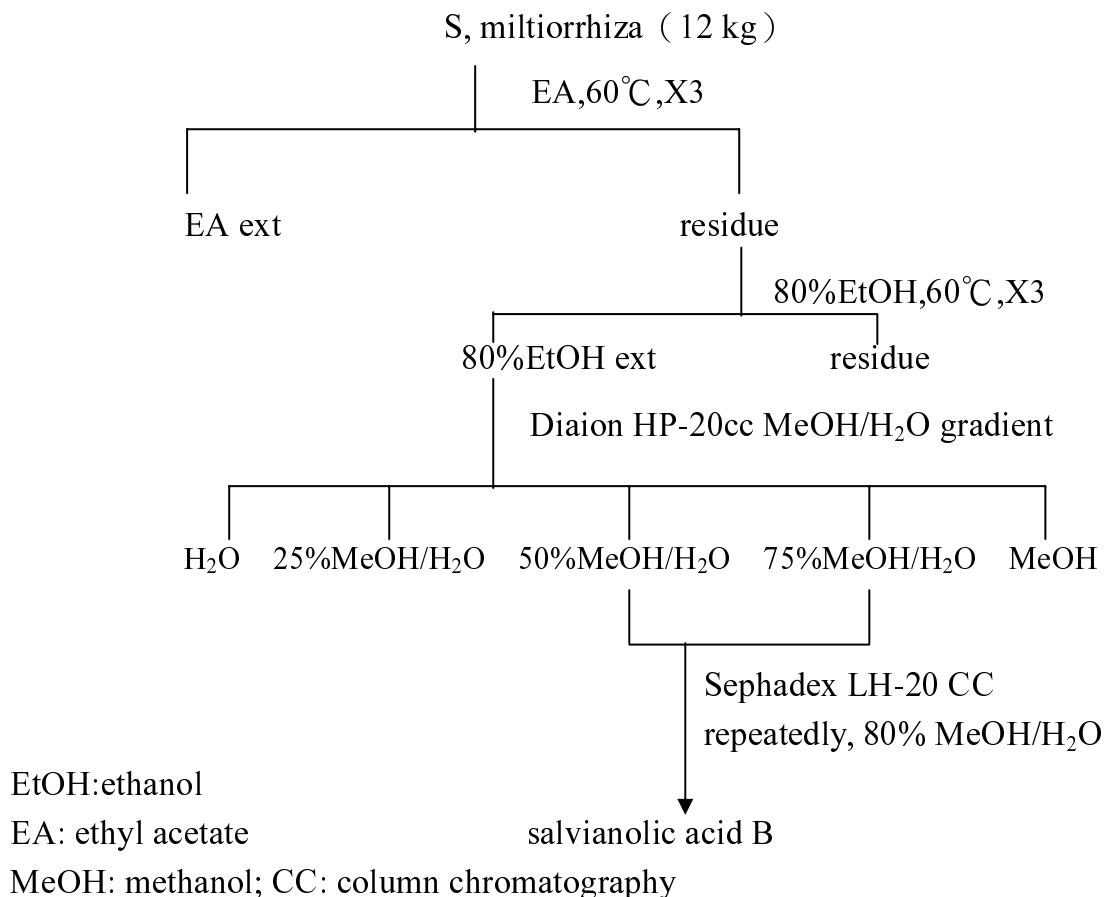 S, miltiorrhiza（12 kg）
EA,60℃,X3
EA ext
residue
80%EtOH,60℃,X3
80%EtOH ext
residue
Diaion HP-20cc MeOH/H₂O gradient
H₂O
25%MeOH/H₂O
50%MeOH/H₂O
75%MeOH/H₂O
MeOH
Sephadex LH-20 CC
repeatedly, 80% MeOH/H₂O
EtOH:ethanol
EA: ethyl acetate
salvianolic acid B
MeOH: methanol; CC: column chromatography